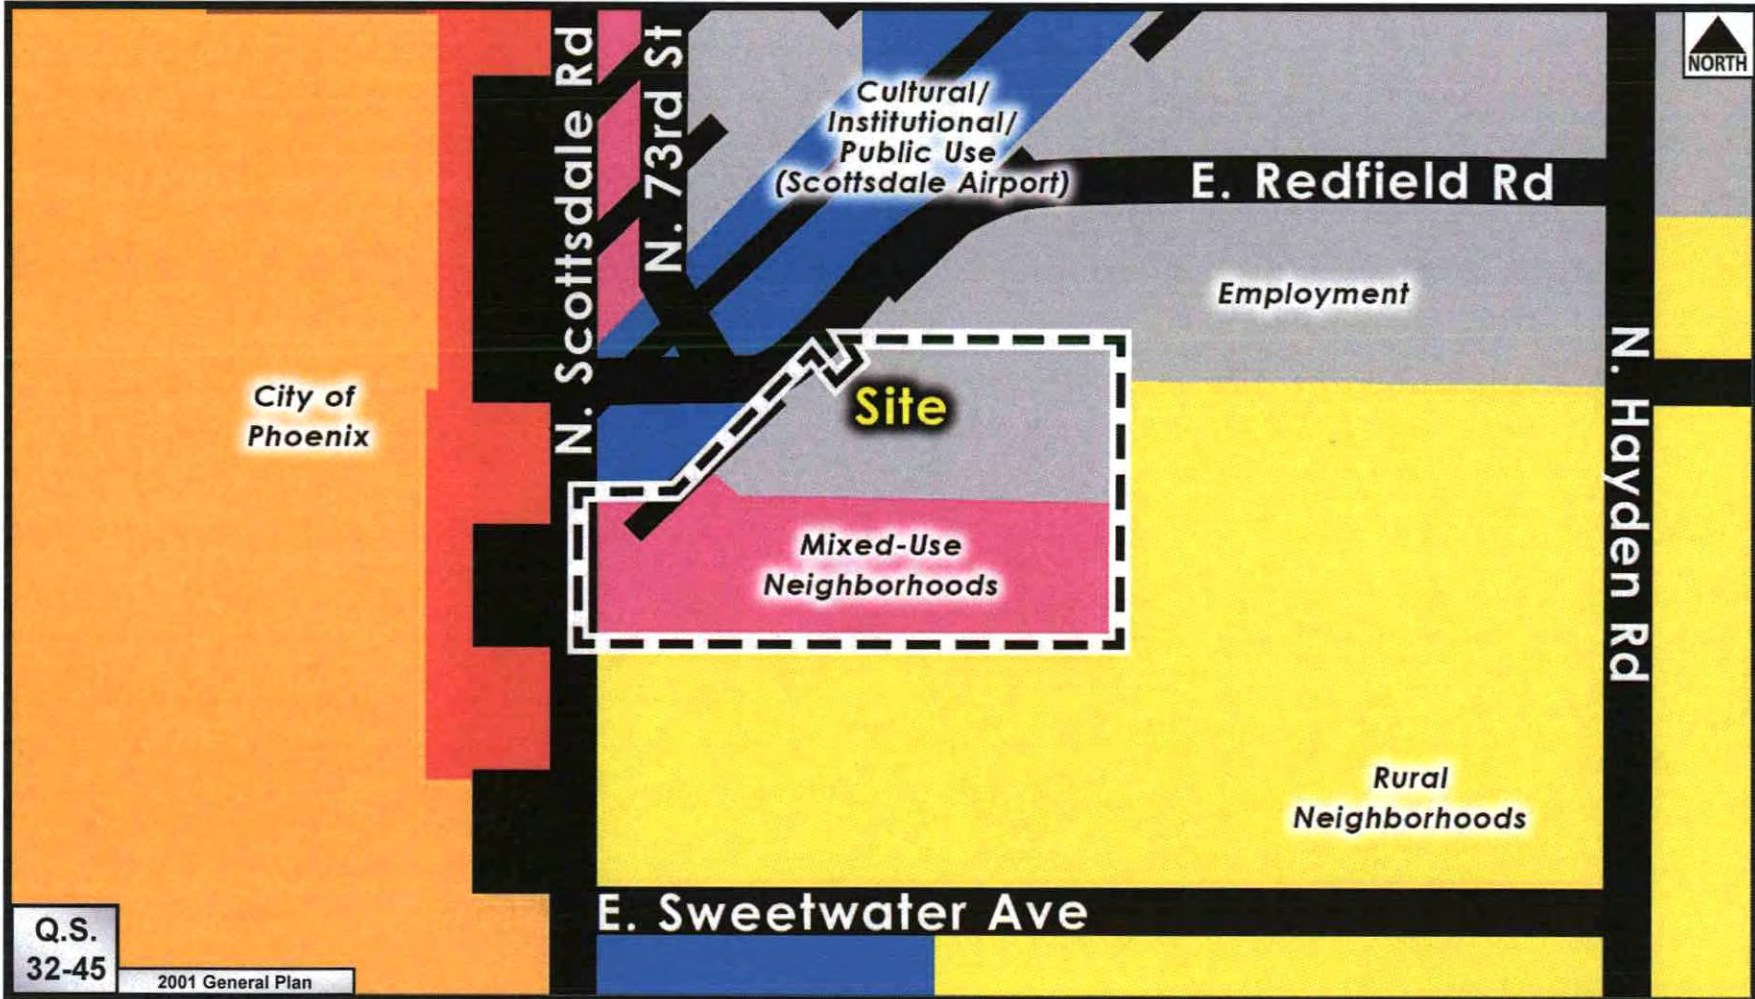 NORTH
N. Scottsdale Rd
N. 73rd St
Cultural/
Institutional/
Public Use
(Scottsdale Airport)
E. Redfield Rd
Employment
N. Hayden Rd
City of
Phoenix
Site
Mixed-Use
Neighborhoods
Rural
Neighborhoods
E. Sweetwater Ave
Q.S.
32-45
2001 General Plan